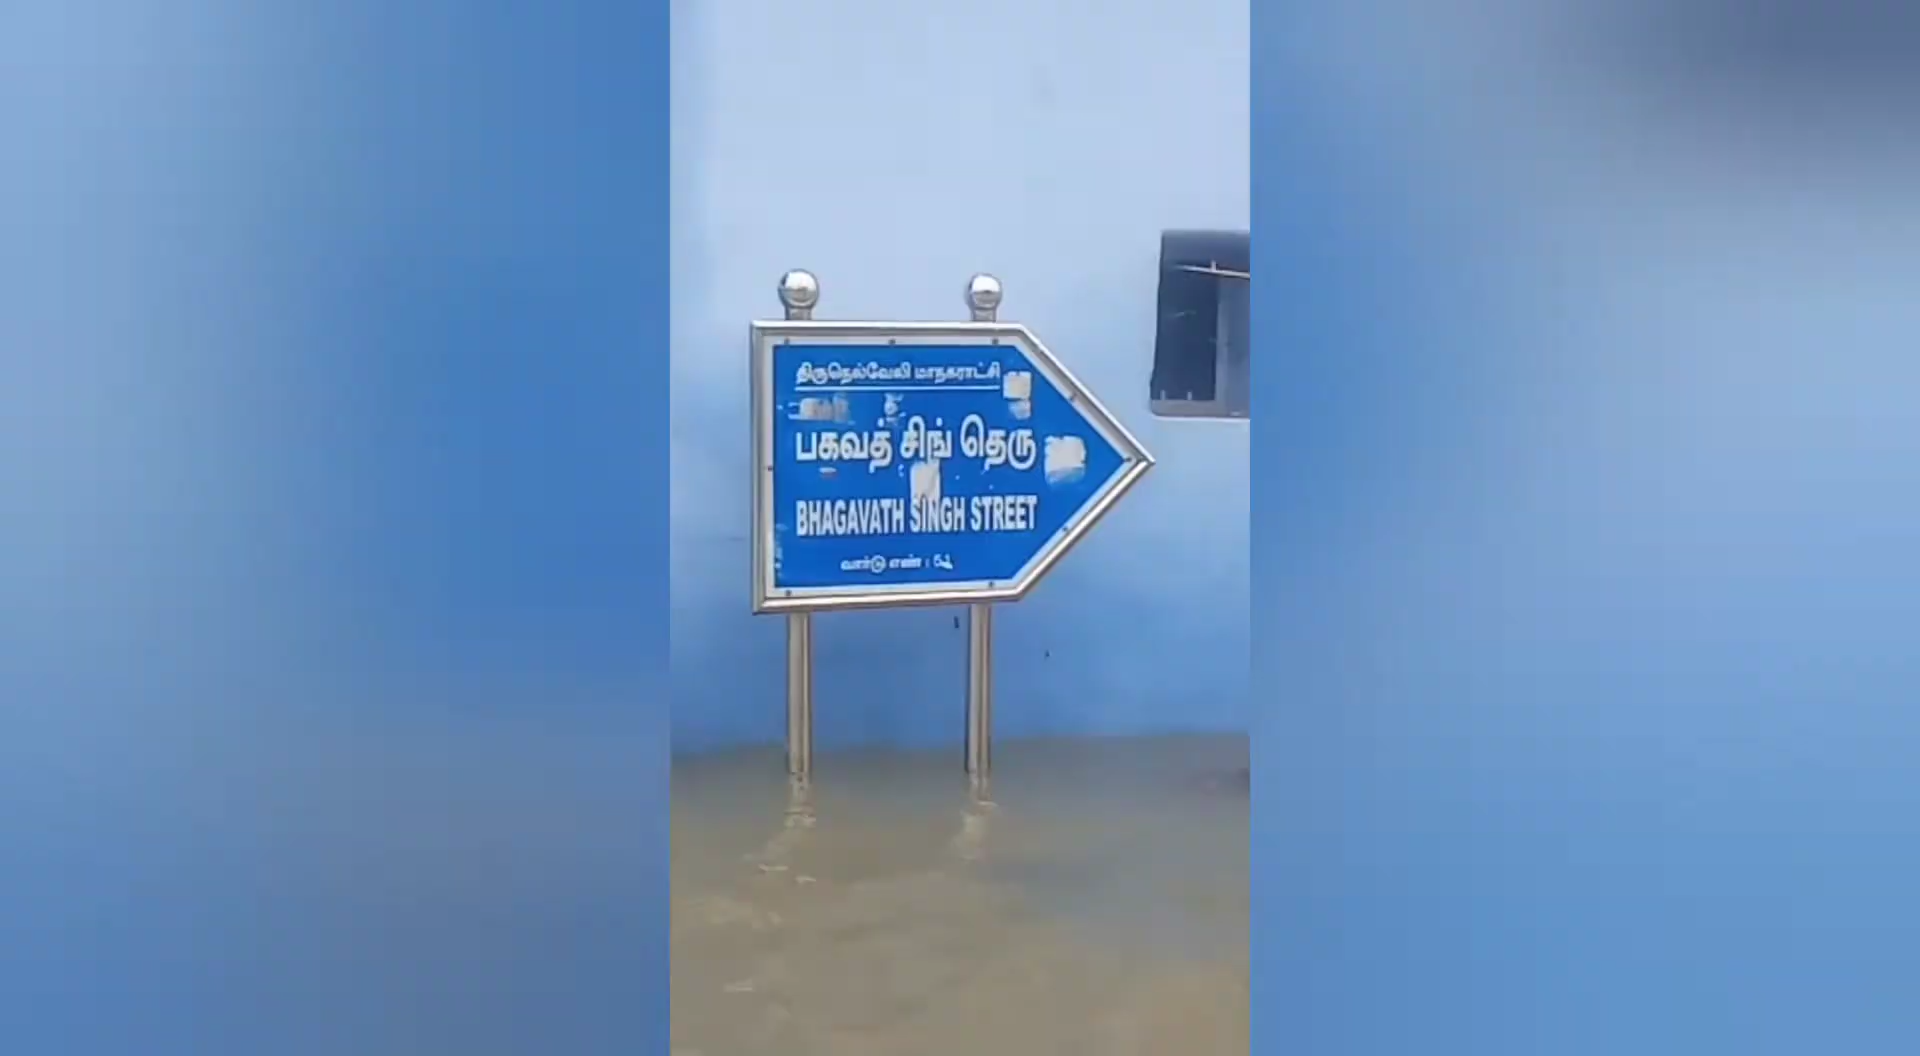 திருநெல்வேலி மாநகராட்சி
பகவத் சிங் தெரு
BHAGAVATH SINGH STREET
வார்டு எண் :